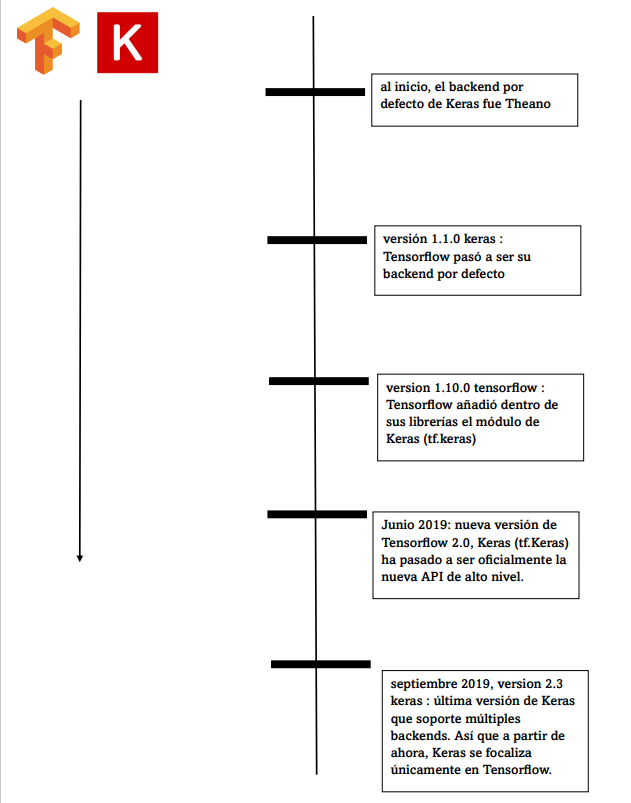 K
al inicio, el backend por
defecto de Keras fue Theano
versión 1.1.0 keras :
Tensorflow pasó a ser su
backend por defecto
version 1.10.0 tensorflow :
Tensorflow añadió dentro de
sus librerías el módulo de
Keras (tf.keras)
Junio 2019: nueva versión de
Tensorflow 2.0, Keras (tf.Keras)
ha pasado a ser oficialmente la
nueva API de alto nivel.
septiembre 2019, version 2.3
keras : última versión de Keras
que soporte múltiples
backends. Así que a partir de
ahora, Keras se focaliza
únicamente en Tensorflow.